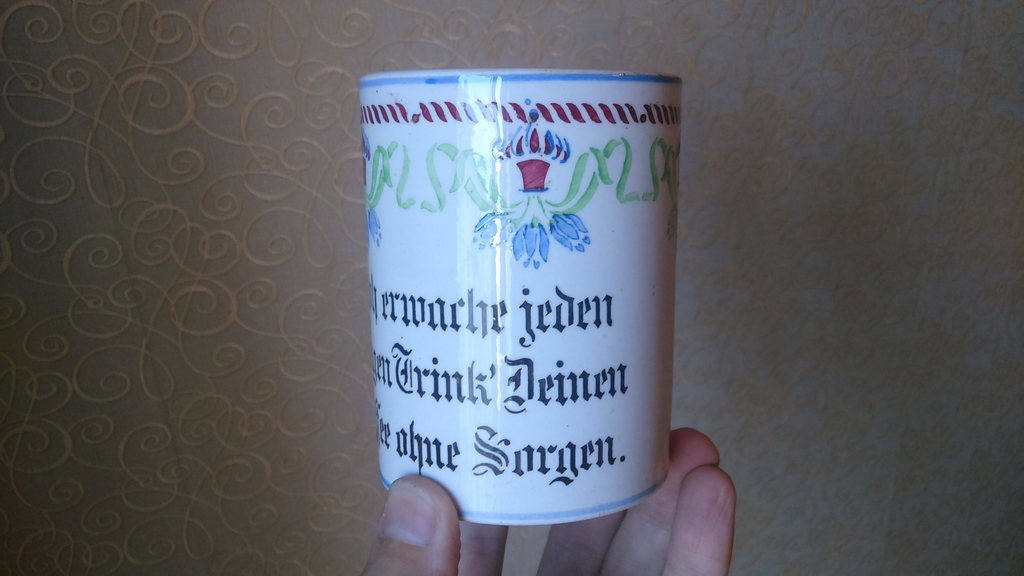 erwache jeden
Trink' Deinen
ohne Sorgen.